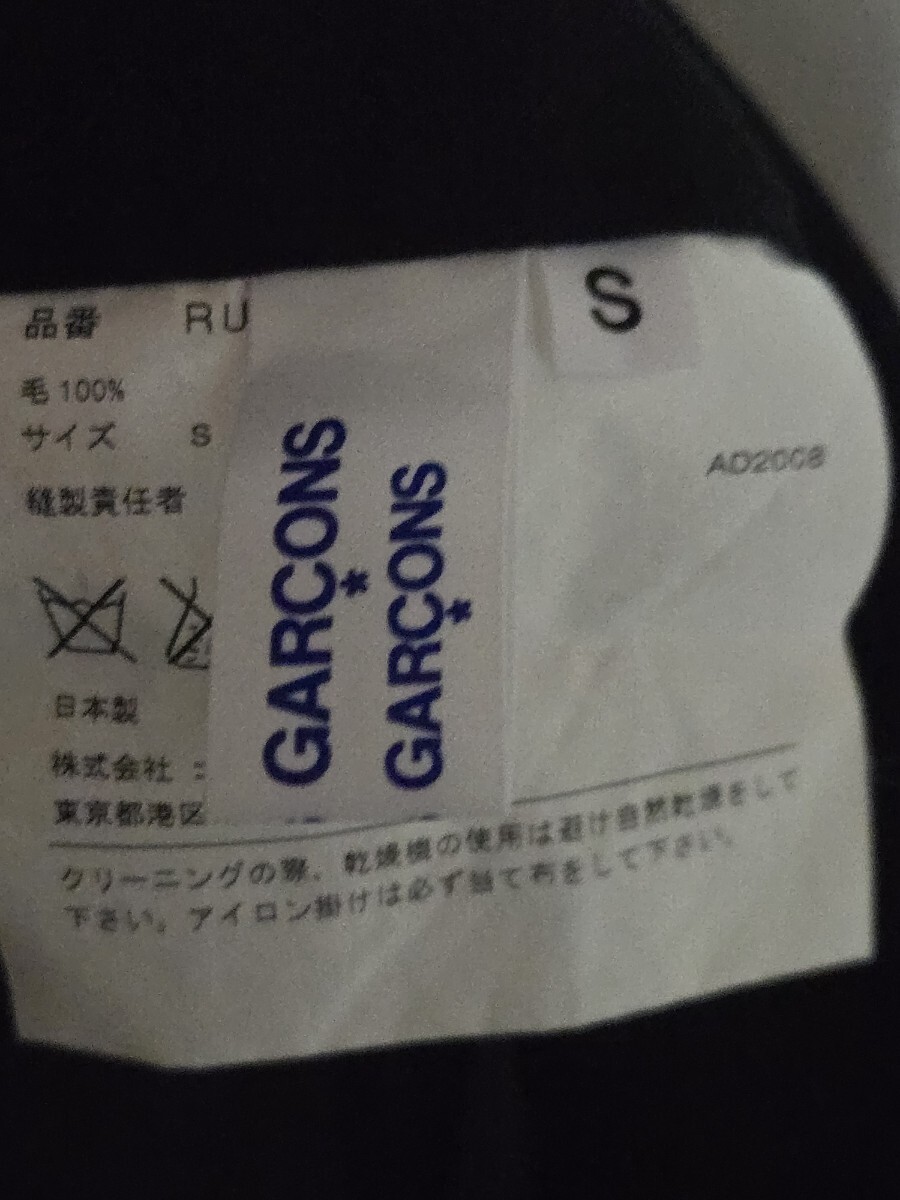 品番 RU
S
毛 100%
サイズ S
AD2008
縫製責任者
GARÇONS
GARÇONS
日本製
株式会社 コ
東京都港区
クリーニングの際、乾燥機の使用は避け自然乾燥をして
下さい。アイロン掛けは必ず当て布をして下さい。